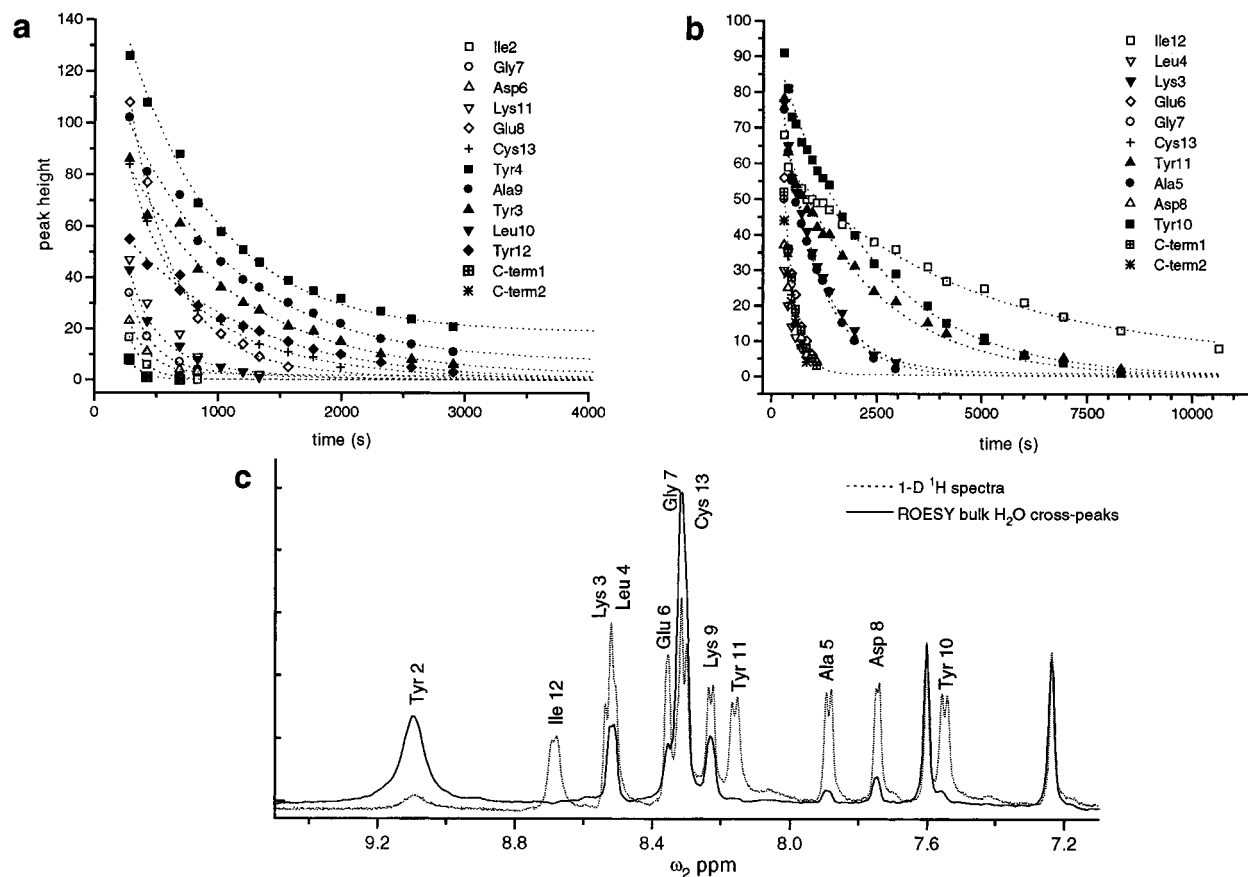 a
140
120
100
80
60
40
20
0
peak height
0
1000
2000
3000
4000
time (s)
Ile2
Gly7
Asp6
Lys11
Glu8
Cys13
Tyr4
Ala9
Tyr3
Leu10
Tyr12
C-term1
C-term2
b
100
90
80
70
60
50
40
30
20
10
0
0
2500
5000
7500
10000
time (s)
Ile12
Leu4
Lys3
Glu6
Gly7
Cys13
Tyr11
Ala5
Asp8
Tyr10
C-term1
C-term2
c
1-D ¹H spectra
ROESY bulk H₂O cross-peaks
Tyr 2
Ile 12
Lys 3
Leu 4
Glu 6
Gly 7
Cys 13
Lys 9
Tyr 11
Ala 5
Asp 8
Tyr 10
9.2
8.8
8.4
8.0
7.6
7.2
ω₂ ppm